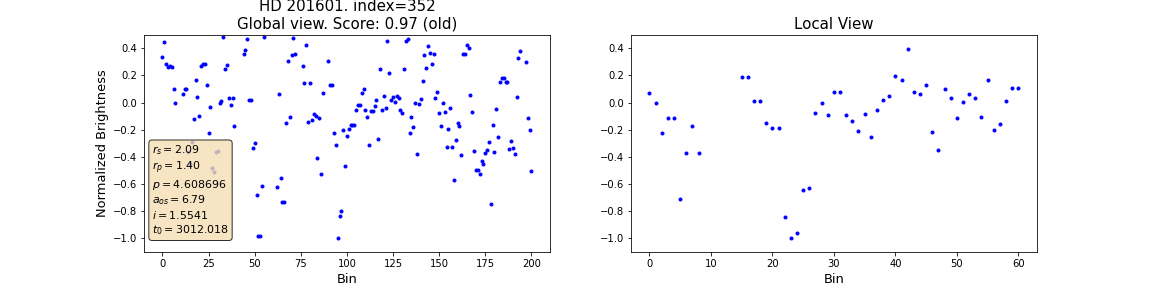 HD 201601. index=352
Global view. Score: 0.97 (old)
Local View
Normalized Brightness
0.4
0.2
0.0
−0.2
−0.4
−0.6
−0.8
−1.0
r_s = 2.09
r_p = 1.40
p = 4.608696
a_os = 6.79
i = 1.5541
t_0 = 3012.018
0 25 50 75 100 125 150 175 200
Bin
0.4
0.2
0.0
−0.2
−0.4
−0.6
−0.8
−1.0
0 10 20 30 40 50 60
Bin